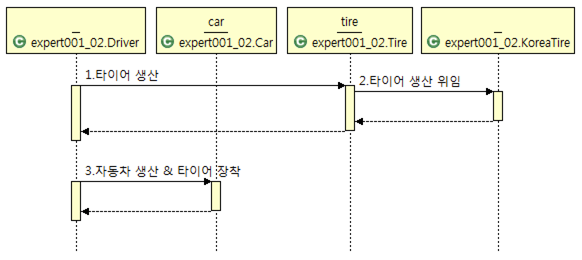 _
car
tire
_
expert001_02.Driver
expert001_02.Car
expert001_02.Tire
expert001_02.KoreaTire
1.타이어 생산
2.타이어 생산 위임
3.자동차 생산 & 타이어 장착